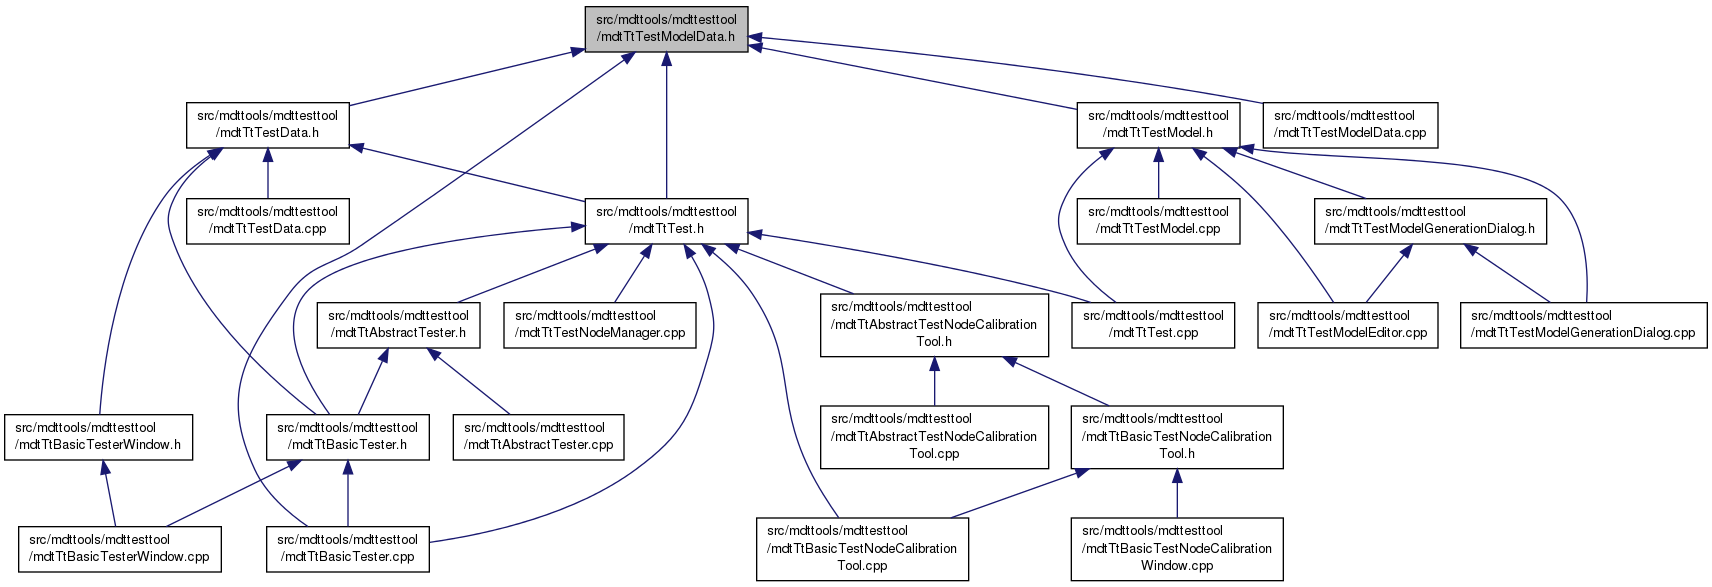 src/mdttools/mdttesttool
/mdtTtTestModelData.h
src/mdttools/mdttesttool
/mdtTtTestData.h
src/mdttools/mdttesttool
/mdtTtTestModel.h
src/mdttools/mdttesttool
/mdtTtTestModelData.cpp
src/mdttools/mdttesttool
/mdtTtTestData.cpp
src/mdttools/mdttesttool
/mdtTtTest.h
src/mdttools/mdttesttool
/mdtTtTestModel.cpp
src/mdttools/mdttesttool
/mdtTtTestModelGenerationDialog.h
src/mdttools/mdttesttool
/mdtTtAbstractTester.h
src/mdttools/mdttesttool
/mdtTtTestNodeManager.cpp
src/mdttools/mdttesttool
/mdtTtAbstractTestNodeCalibration
Tool.h
src/mdttools/mdttesttool
/mdtTtTest.cpp
src/mdttools/mdttesttool
/mdtTtTestModelEditor.cpp
src/mdttools/mdttesttool
/mdtTtTestModelGenerationDialog.cpp
src/mdttools/mdttesttool
/mdtTtBasicTesterWindow.h
src/mdttools/mdttesttool
/mdtTtBasicTester.h
src/mdttools/mdttesttool
/mdtTtAbstractTester.cpp
src/mdttools/mdttesttool
/mdtTtAbstractTestNodeCalibration
Tool.cpp
src/mdttools/mdttesttool
/mdtTtBasicTestNodeCalibration
Tool.h
src/mdttools/mdttesttool
/mdtTtBasicTesterWindow.cpp
src/mdttools/mdttesttool
/mdtTtBasicTester.cpp
src/mdttools/mdttesttool
/mdtTtBasicTestNodeCalibration
Tool.cpp
src/mdttools/mdttesttool
/mdtTtBasicTestNodeCalibration
Window.cpp